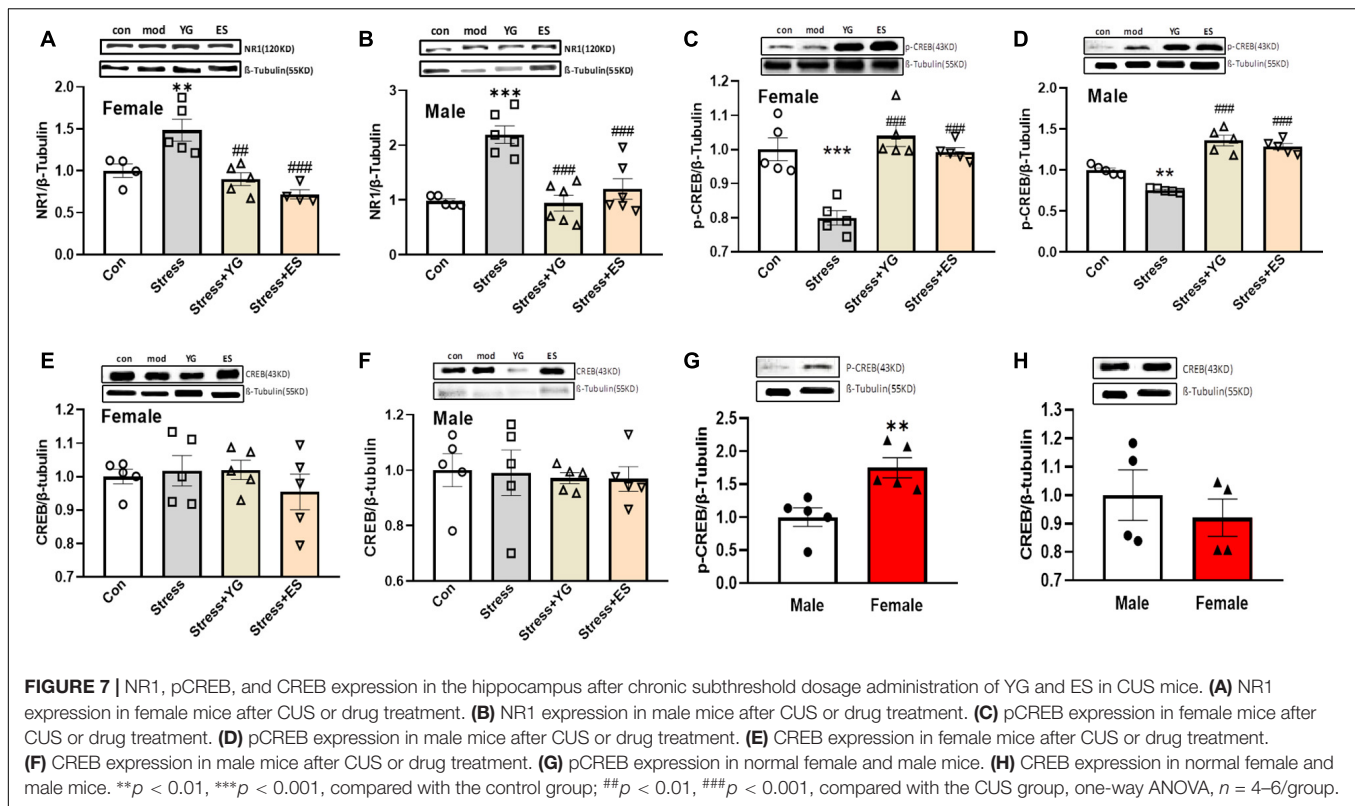 A
con mod YG ES
NR1(120KD)
ß-Tubulin(55KD)
Female
**
##
###
NR1/β-Tubulin
2.0
1.5
1.0
0.5
0.0
Con
Stress
Stress+YG
Stress+ES
B
con mod YG ES
NR1(120KD)
ß-Tubulin(55KD)
Male
***
###
###
NR1/β-Tubulin
3
2
1
0
Con
Stress
Stress+YG
Stress+ES
C
con mod YG ES
p-CREB(43KD)
ß-Tubulin(55KD)
Female
***
###
###
p-CREB/β-Tubulin
1.2
1.1
1.0
0.9
0.8
0.7
Con
Stress
Stress+YG
Stress+ES
D
con mod YG ES
p-CREB(43KD)
ß-Tubulin(55KD)
Male
**
###
###
p-CREB/β-Tubulin
2.0
1.5
1.0
0.5
0.0
Con
Stress
Stress+YG
Stress+ES
E
con mod YG ES
CREB(43KD)
ß-Tubulin(55KD)
Female
CREB/β-tubulin
1.2
1.1
1.0
0.9
0.8
0.7
Con
Stress
Stress+YG
Stress+ES
F
con mod YG ES
CREB(43KD)
ß-Tubulin(55KD)
Male
CREB/β-tubulin
1.2
1.0
0.8
0.6
Con
Stress
Stress+YG
Stress+ES
G
P-CREB(43KD)
ß-Tubulin(55KD)
**
p-CREB/β-Tubulin
2.5
2.0
1.5
1.0
0.5
0.0
Male
Female
H
CREB(43KD)
ß-Tubulin(55KD)
CREB/β-tubulin
1.3
1.2
1.1
1.0
0.9
0.8
0.7
Male
Female
FIGURE 7 | NR1, pCREB, and CREB expression in the hippocampus after chronic subthreshold dosage administration of YG and ES in CUS mice. (A) NR1
expression in female mice after CUS or drug treatment. (B) NR1 expression in male mice after CUS or drug treatment. (C) pCREB expression in female mice after
CUS or drug treatment. (D) pCREB expression in male mice after CUS or drug treatment. (E) CREB expression in female mice after CUS or drug treatment.
(F) CREB expression in male mice after CUS or drug treatment. (G) pCREB expression in normal female and male mice. (H) CREB expression in normal female and
male mice. **p < 0.01, ***p < 0.001, compared with the control group; ##p < 0.01, ###p < 0.001, compared with the CUS group, one-way ANOVA, n = 4–6/group.